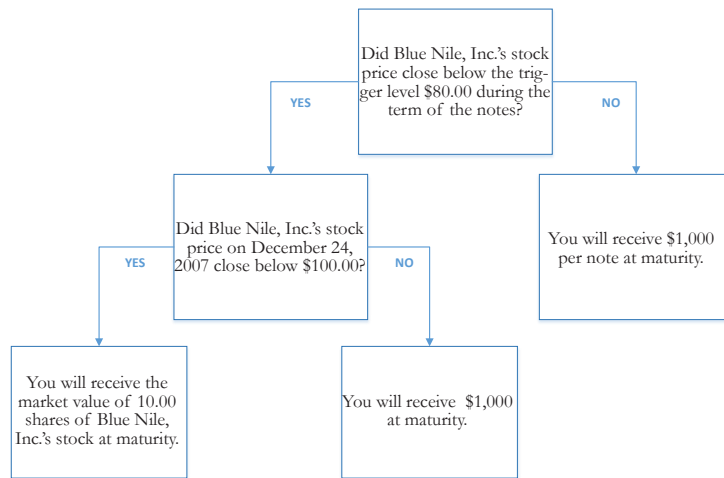 Did Blue Nile, Inc.'s stock
price close below the trig-
ger level $80.00 during the
term of the notes?
YES
NO
Did Blue Nile, Inc.'s stock
price on December 24,
2007 close below $100.00?
You will receive $1,000
per note at maturity.
YES
NO
You will receive the
market value of 10.00
shares of Blue Nile,
Inc.'s stock at maturity.
You will receive  $1,000
at maturity.